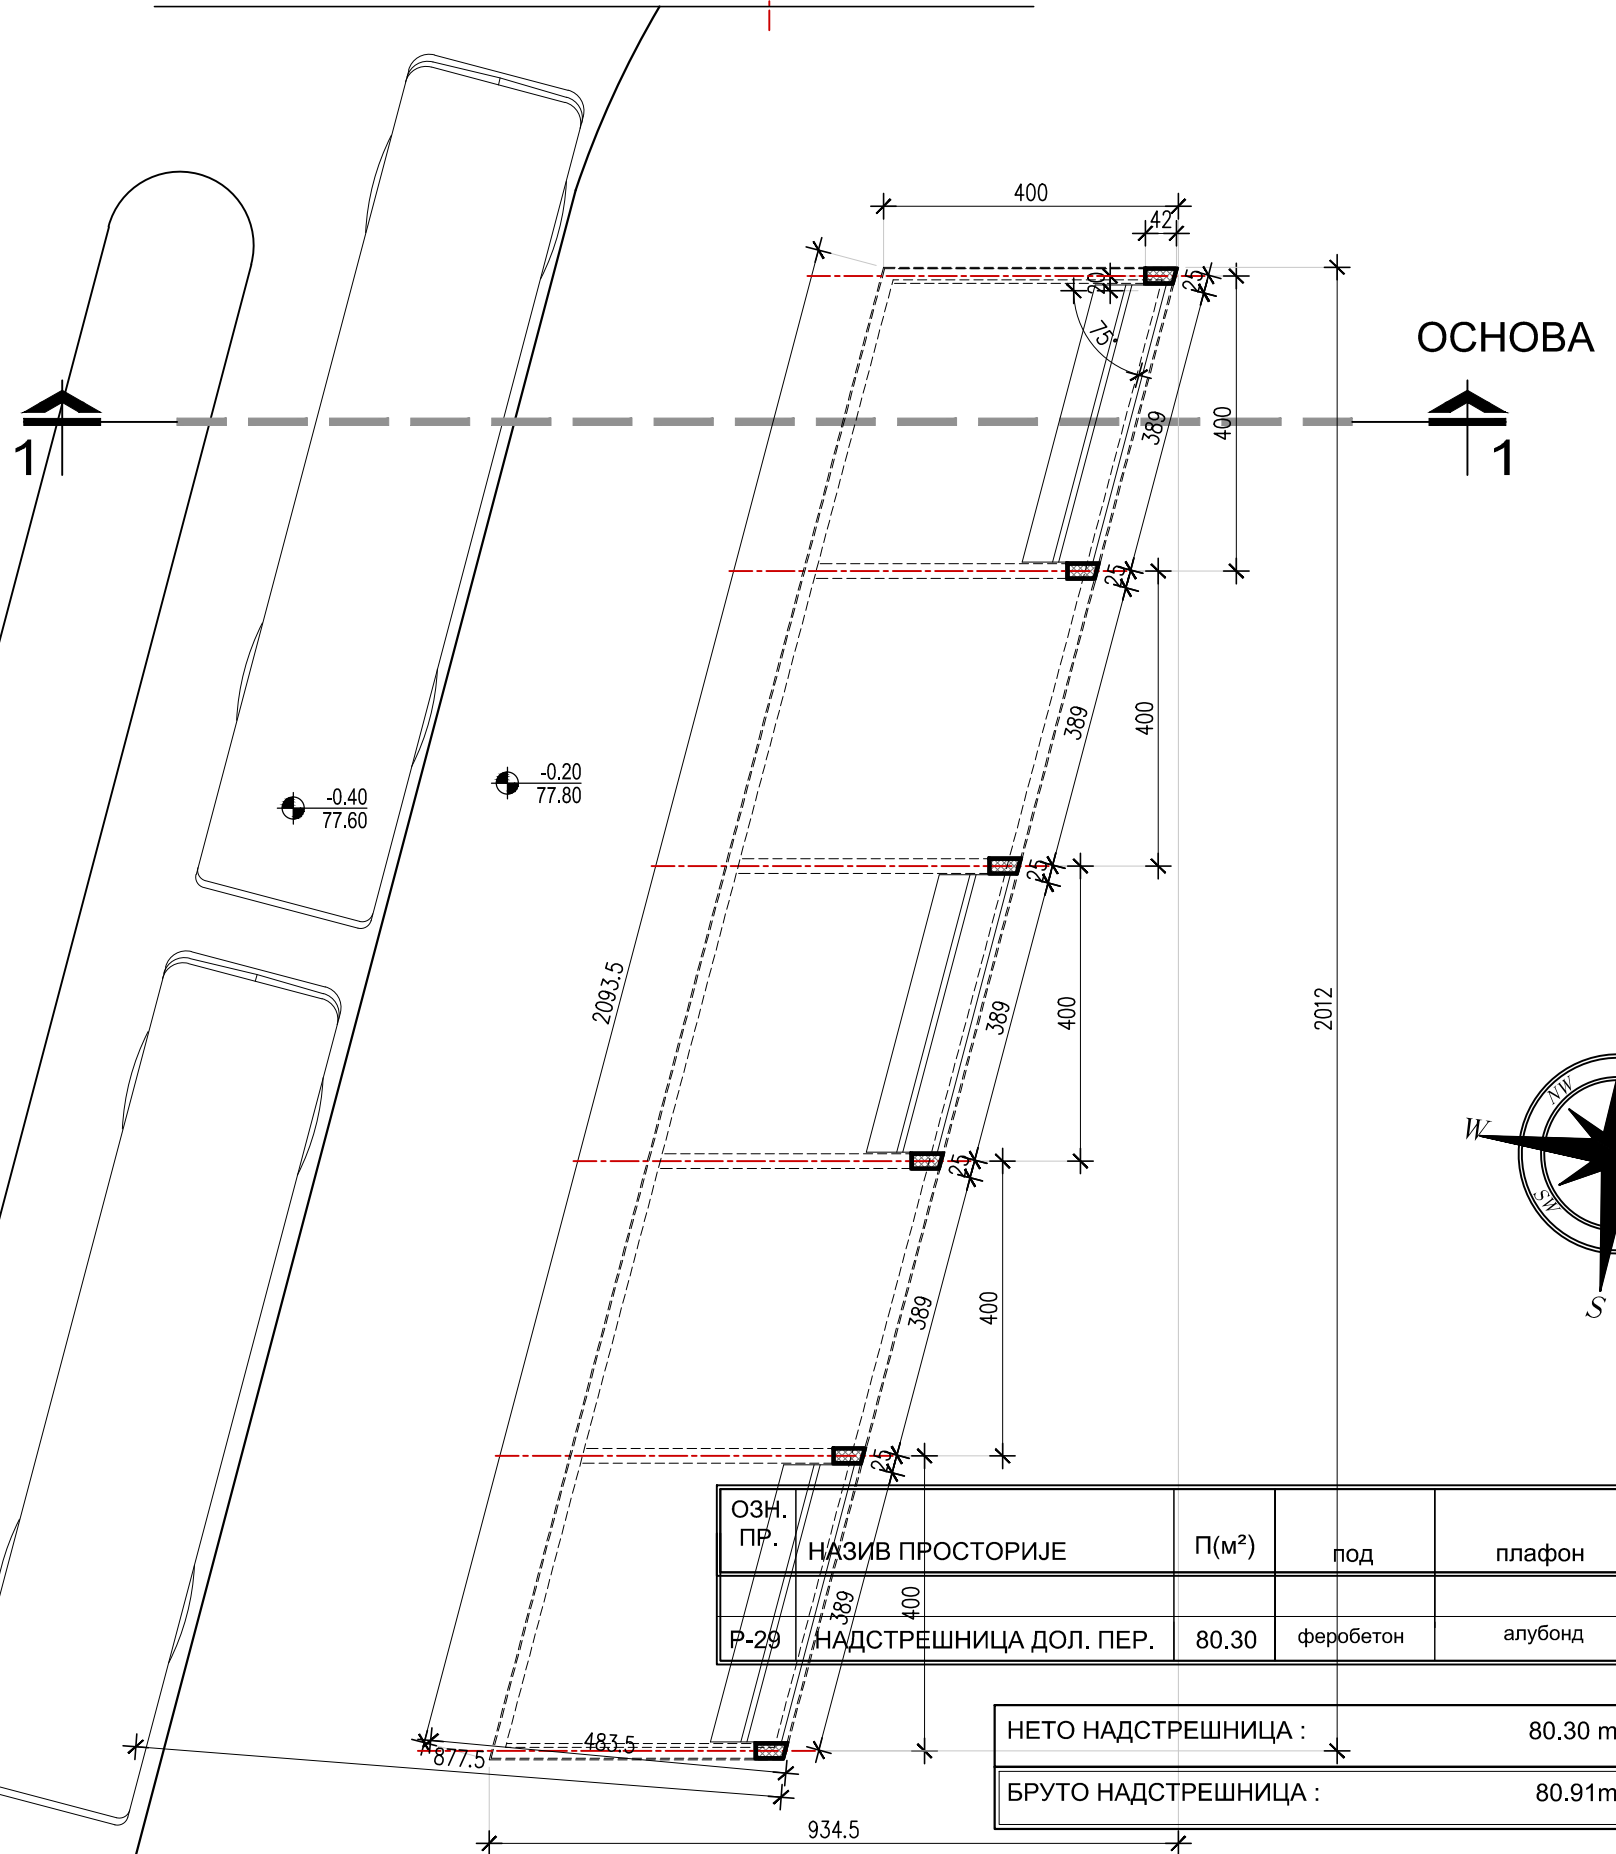 400
42
20
25
75°
ОСНОВА
389
400
1
1
25
389
400
-0.20
77.80
-0.40
77.60
25
2093.5
389
400
2012
NW
W
SW
S
25
389
400
25
ОЗН.
ПР.
НАЗИВ ПРОСТОРИЈЕ
П(м²)
под
плафон
389
400
Р-29
НАДСТРЕШНИЦА ДОЛ. ПЕР.
80.30
феробетон
алубонд
НЕТО НАДСТРЕШНИЦА :
80.30 m
483.5
877.5
БРУТО НАДСТРЕШНИЦА :
80.91m
934.5